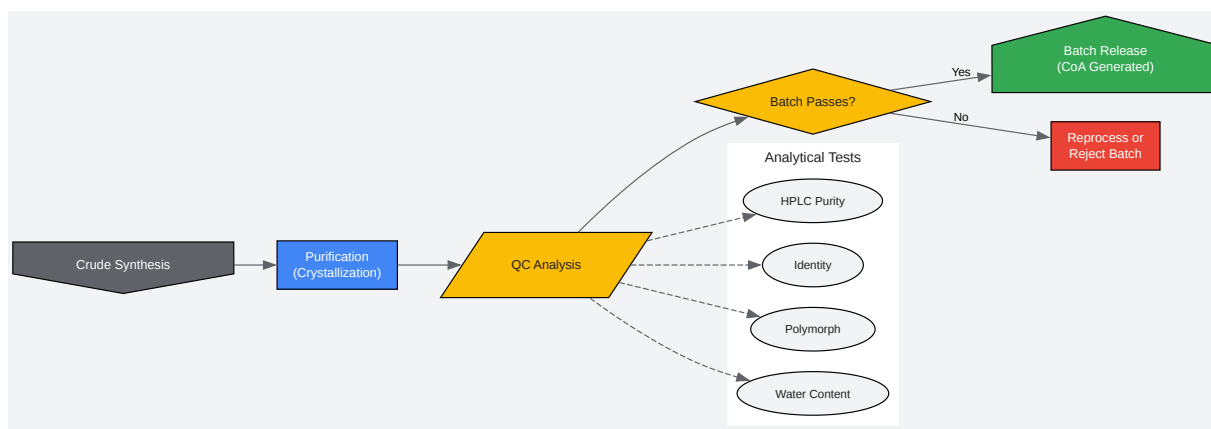 Crude Synthesis
Purification
(Crystallization)
QC Analysis
Batch Passes?
Yes
No
Batch Release
(CoA Generated)
Reprocess or
Reject Batch
Analytical Tests
HPLC Purity
Identity
Polymorph
Water Content